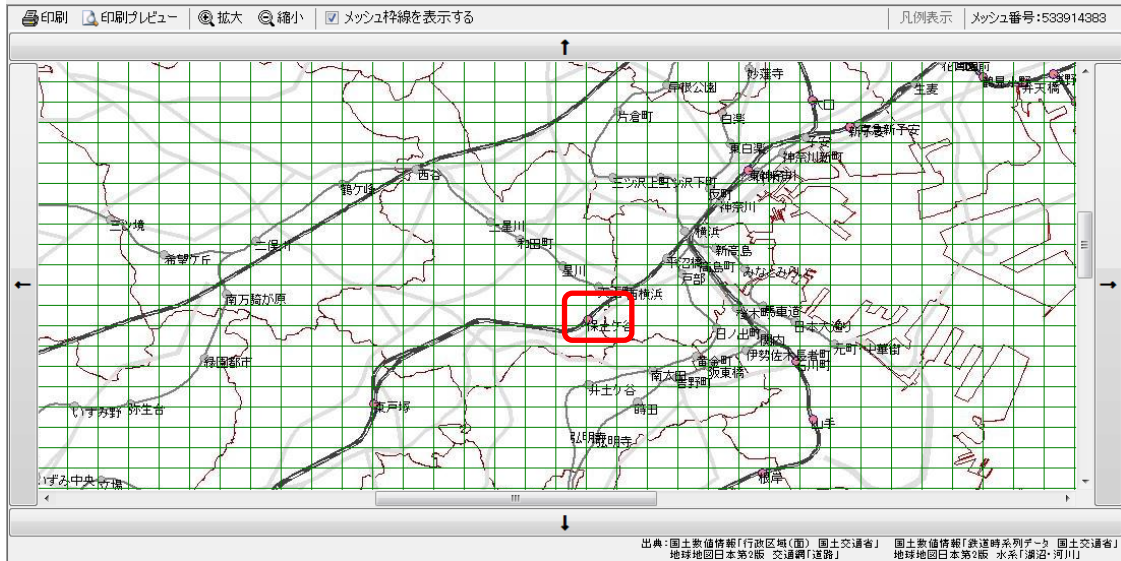 印刷 印刷プレビュー 拡大 縮小 メッシュ枠線を表示する 凡例表示 メッシュ番号:533914383
妙蓮寺
岸根公園
生麦
弁天橋
片倉町
白楽
大口
新子安
東白楽
子安
神奈川新町
西谷
三ツ沢上町
三ツ沢下町
鶴ケ峰
反町
神奈川
三ツ境
上星川
横浜
和田町
希望ケ丘
二俣川
新高島
平沼橋
高島町
星川
戸部
みなとみらい
南万騎が原
西横浜
桜木町
馬車道
保土ケ谷
日本大通り
日ノ出町
関内
元町・中華街
緑園都市
黄金町
伊勢佐木長者町
石川町
南太田
阪東橋
吉野町
井土ケ谷
いずみ野
弥生台
東戸塚
蒔田
山手
弘明寺
弘明寺
いずみ中央
立場
根岸
出典:国土数値情報「行政区域(面) 国土交通省」 国土数値情報「鉄道時系列データ 国土交通省」
地球地図日本第2版 交通網「道路」 地球地図日本第2版 水系「湖沼・河川」